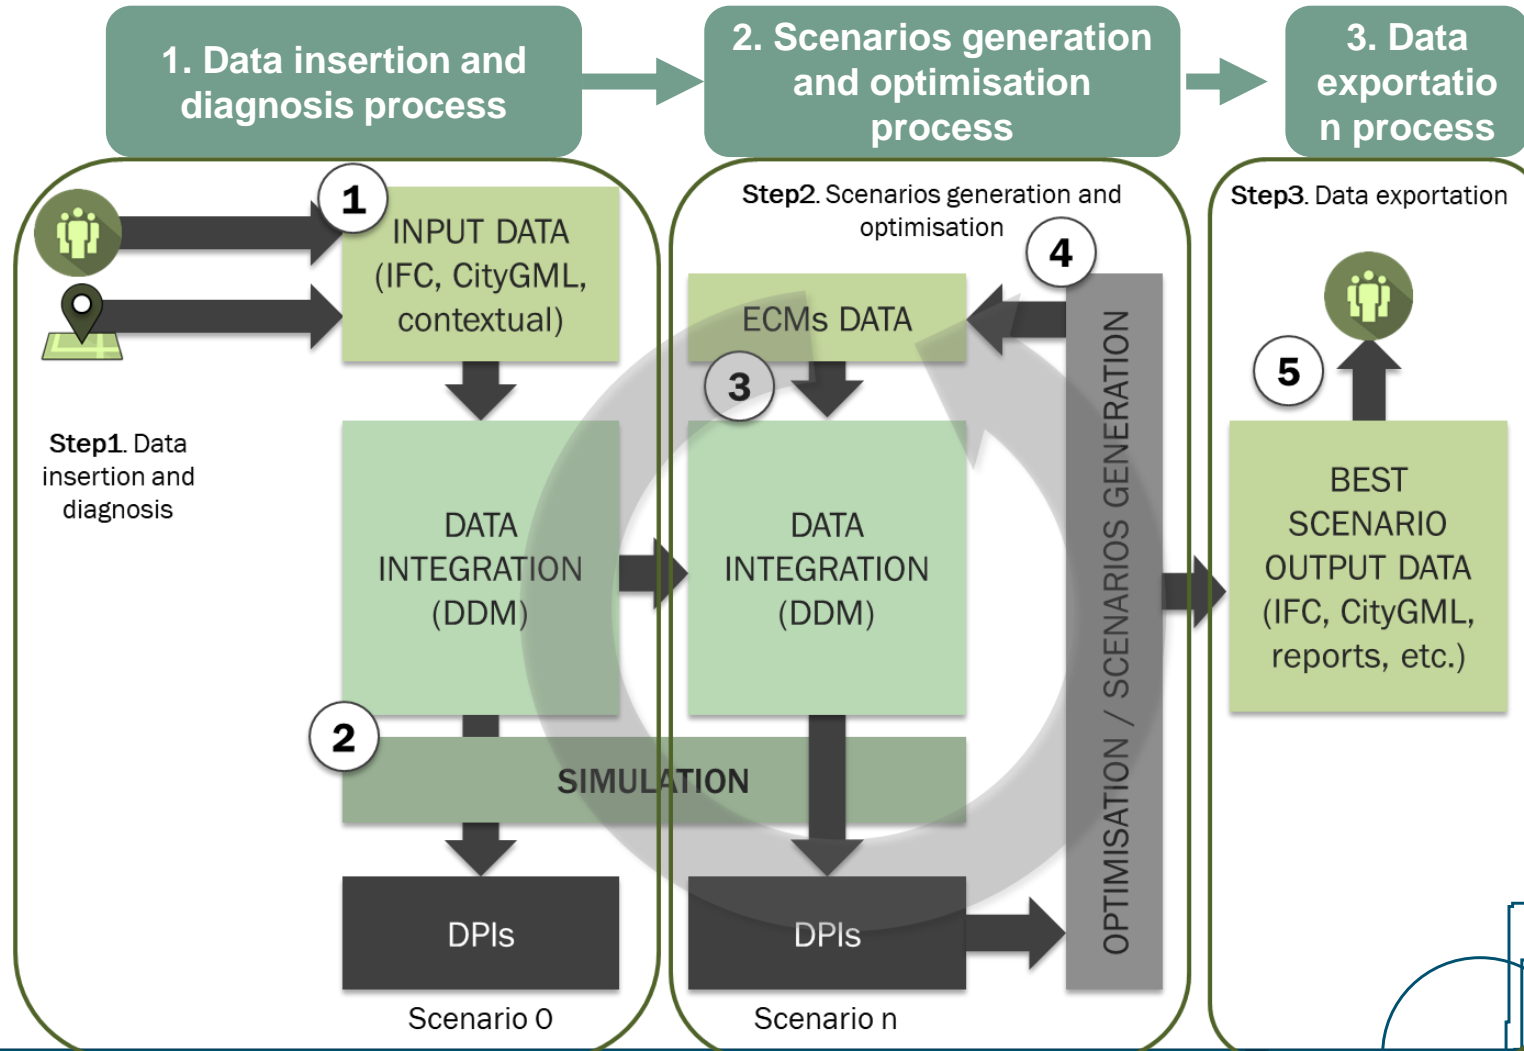 1. Data insertion and
diagnosis process
2. Scenarios generation
and optimisation
process
3. Data
exportatio
n process
1
INPUT DATA
(IFC, CityGML,
contextual)
Step1. Data
insertion and
diagnosis
DATA
INTEGRATION
(DDM)
2
SIMULATION
DPIs
Scenario 0
Step2. Scenarios generation and
optimisation
4
ECMs DATA
3
DATA
INTEGRATION
(DDM)
DPIs
Scenario n
OPTIMISATION / SCENARIOS GENERATION
Step3. Data exportation
5
BEST
SCENARIO
OUTPUT DATA
(IFC, CityGML,
reports, etc.)